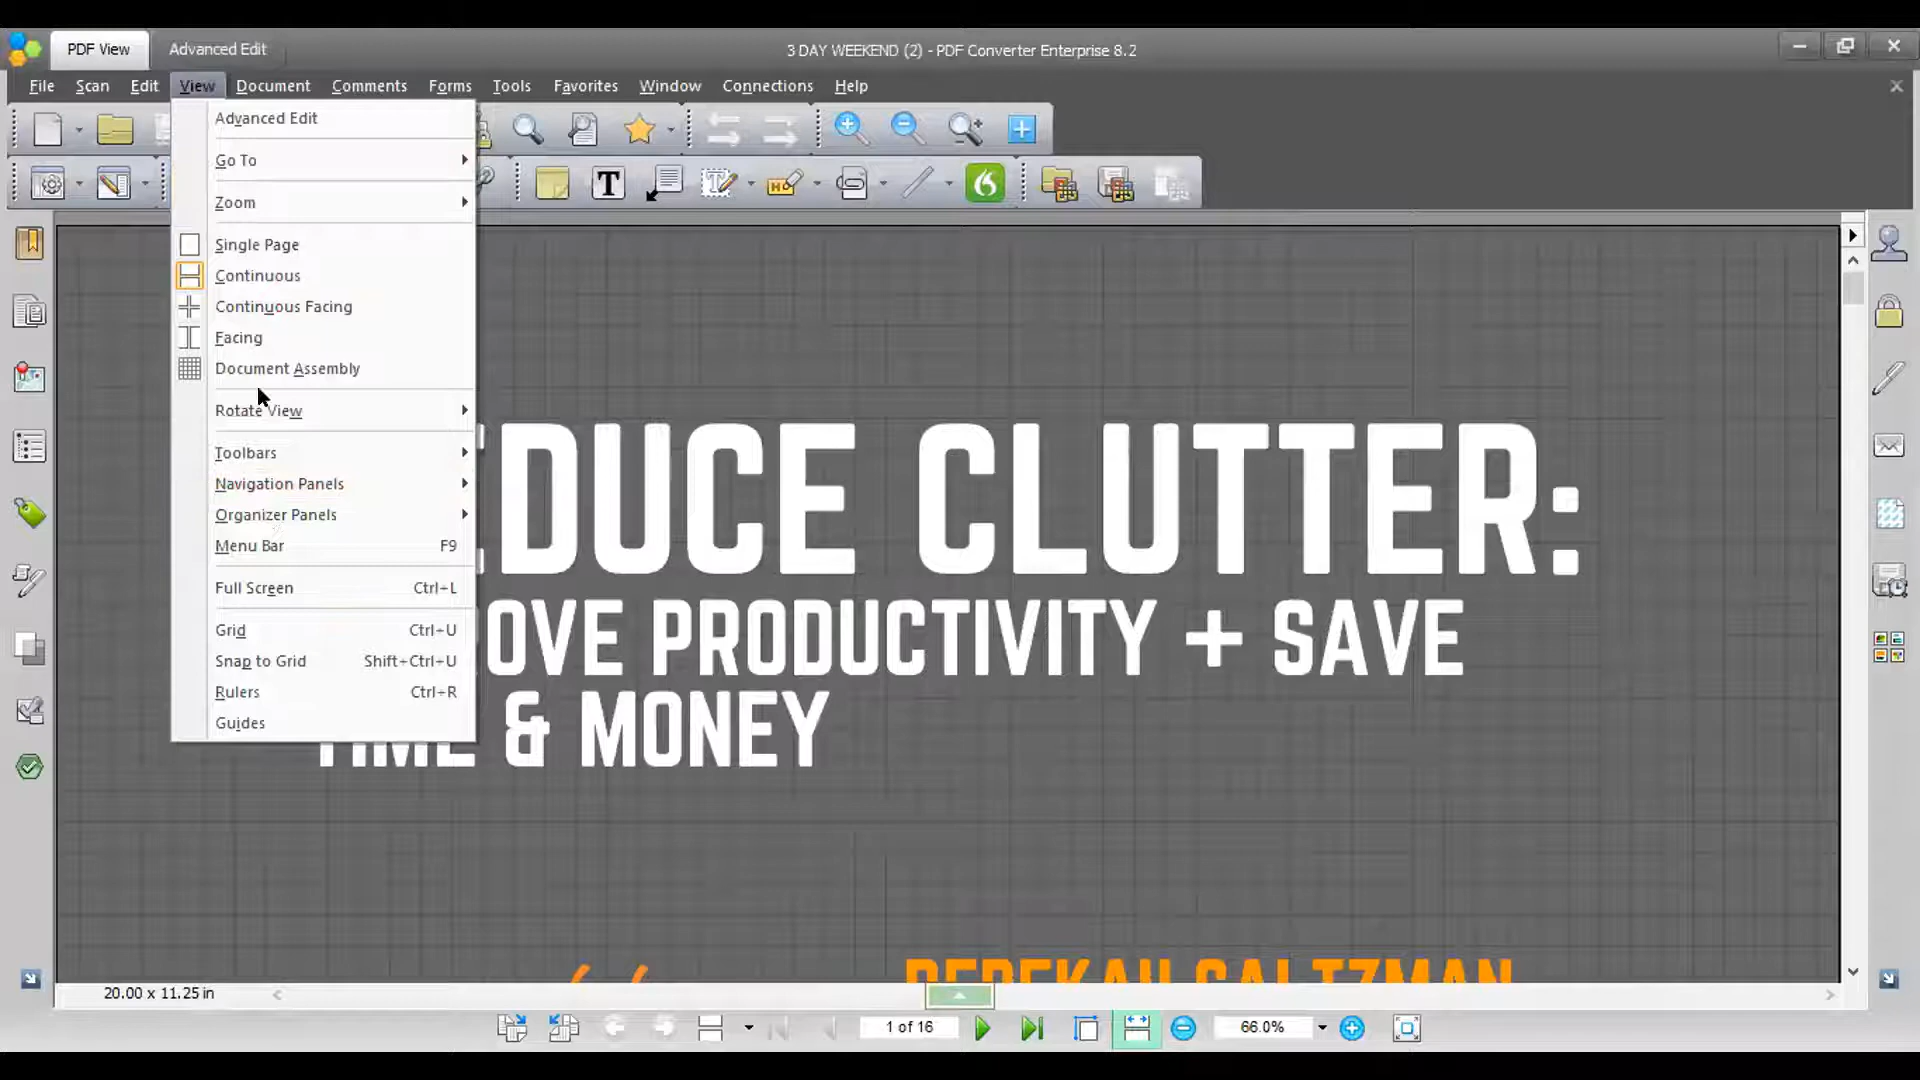 PDF View
Advanced Edit
3 DAY WEEKEND (2) - PDF Converter Enterprise 8.2
File Scan Edit View Document Comments Forms Tools Favorites Window Connections Help
Advanced Edit
Go To
Zoom
Single Page
Continuous
Continuous Facing
Facing
Document Assembly
Rotate View
Toolbars
Navigation Panels
Organizer Panels
Menu Bar F9
Full Screen Ctrl+L
Grid Ctrl+U
Snap to Grid Shift+Ctrl+U
Rulers Ctrl+R
Guides
T
EDUCE CLUTTER:
OVE PRODUCTIVITY + SAVE
TIME & MONEY
20.00 x 11.25 in
1 of 16
66.0%